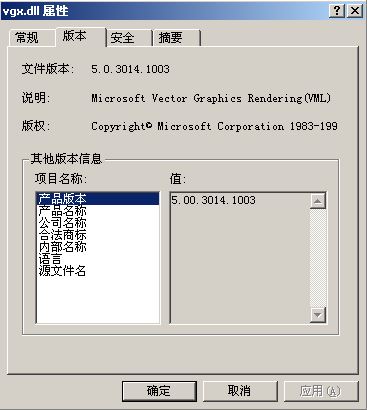 vgx.dll 属性
常规 版本 安全 摘要
文件版本: 5.0.3014.1003
说明: Microsoft Vector Graphics Rendering(VML)
版权: Copyright© Microsoft Corporation 1983-199
其他版本信息
项目名称: 值:
产品版本 5.00.3014.1003
产品名称
公司名称
合法商标
内部名称
语言
源文件名
确定 取消 应用(A)